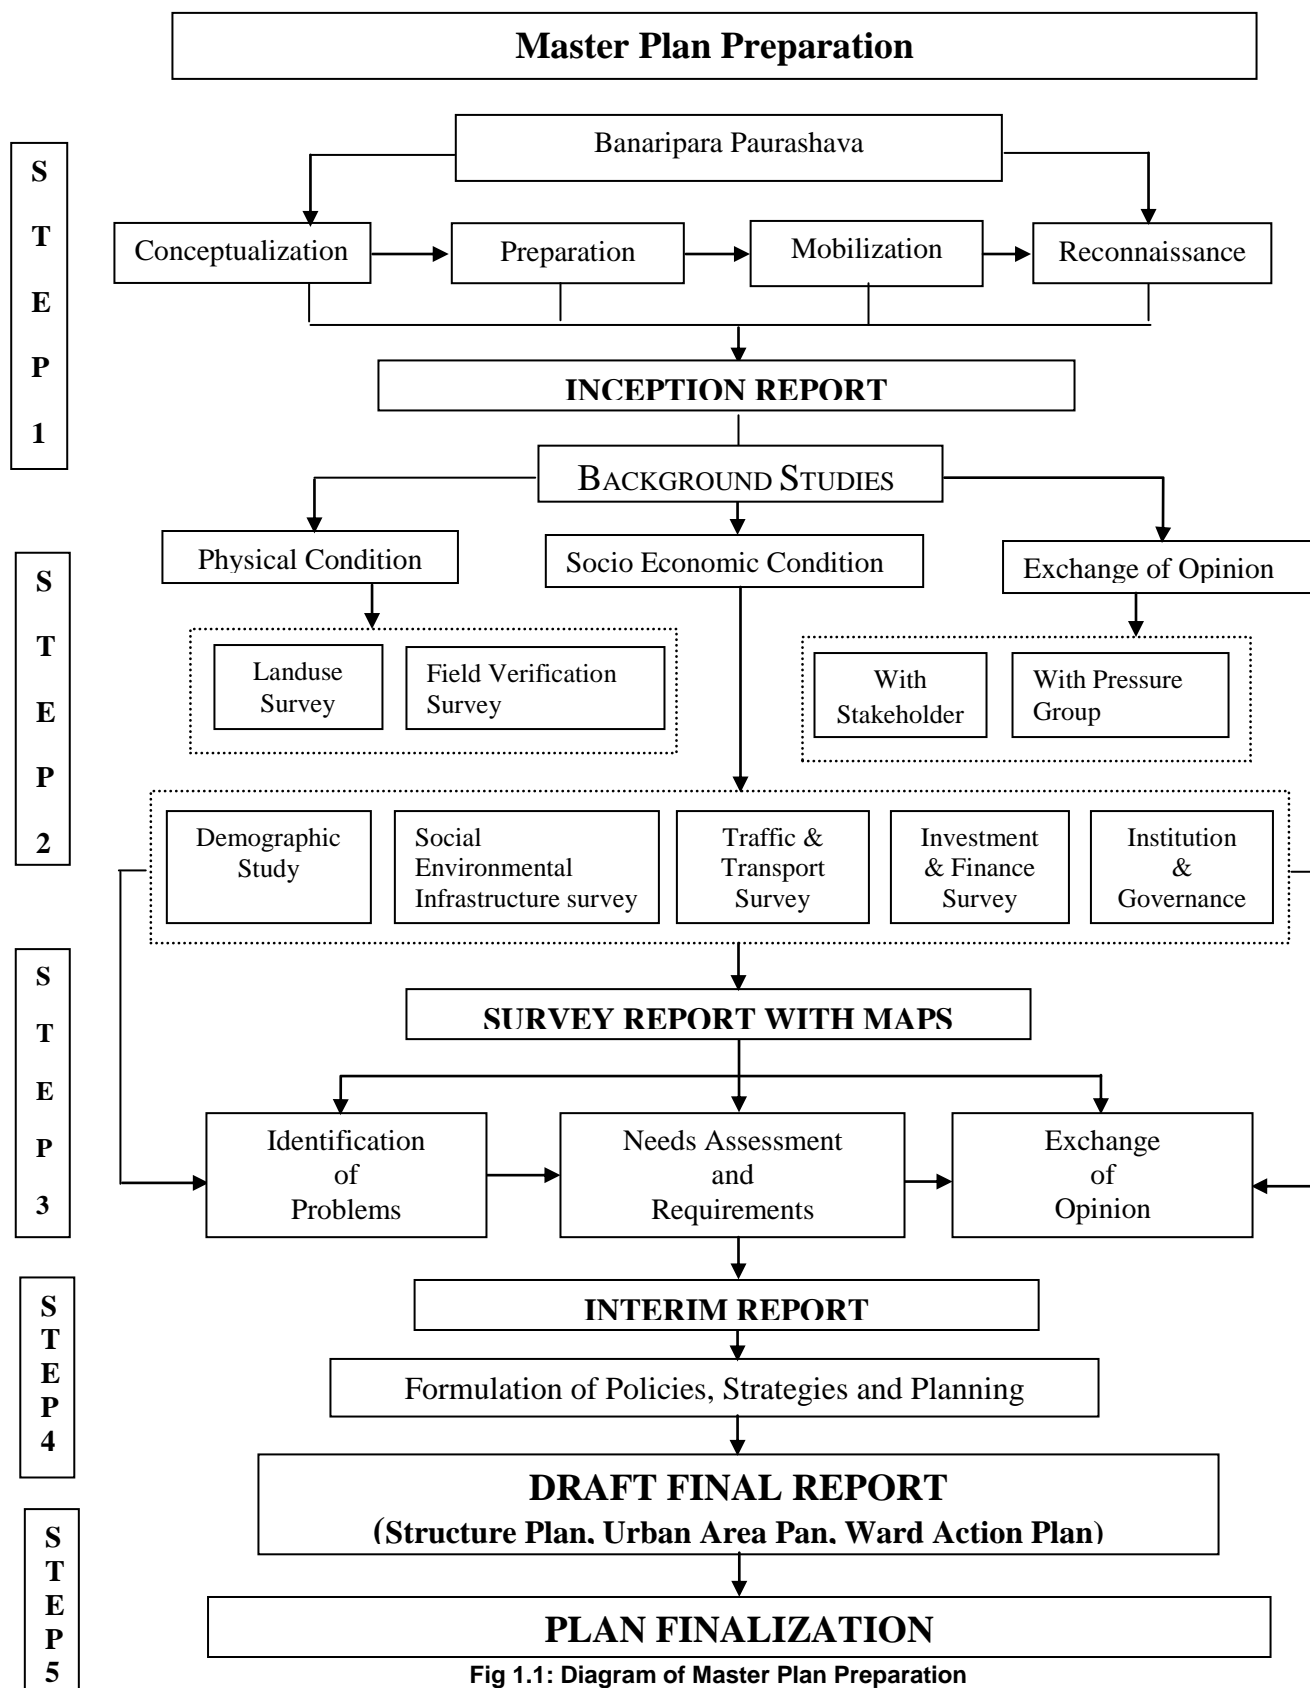 Master Plan Preparation
Banaripara Paurashava
S
T
E
P
1
Conceptualization
Preparation
Mobilization
Reconnaissance
INCEPTION REPORT
BACKGROUND STUDIES
S
T
E
P
2
Physical Condition
Socio Economic Condition
Exchange of Opinion
Landuse
Survey
Field Verification
Survey
With
Stakeholder
With Pressure
Group
Demographic
Study
Social
Environmental
Infrastructure survey
Traffic &
Transport
Survey
Investment
& Finance
Survey
Institution
&
Governance
S
T
E
P
3
SURVEY REPORT WITH MAPS
Identification
of
Problems
Needs Assessment
and
Requirements
Exchange
of
Opinion
S
T
E
P
4
INTERIM REPORT
Formulation of Policies, Strategies and Planning
DRAFT FINAL REPORT
(Structure Plan, Urban Area Pan, Ward Action Plan)
S
T
E
P
5
PLAN FINALIZATION
Fig 1.1: Diagram of Master Plan Preparation